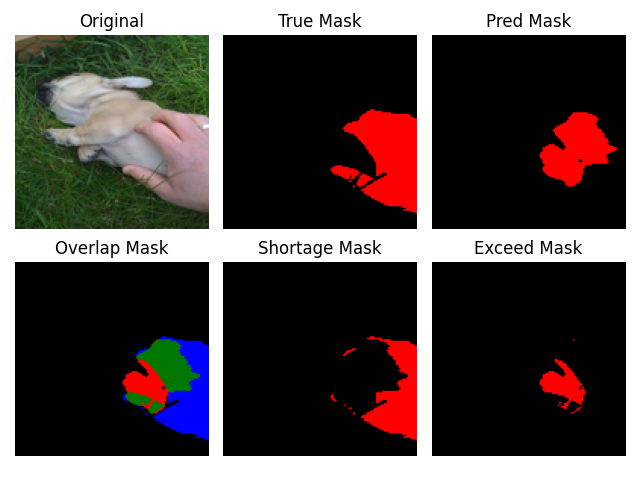 Original
True Mask
Pred Mask
Overlap Mask
Shortage Mask
Exceed Mask